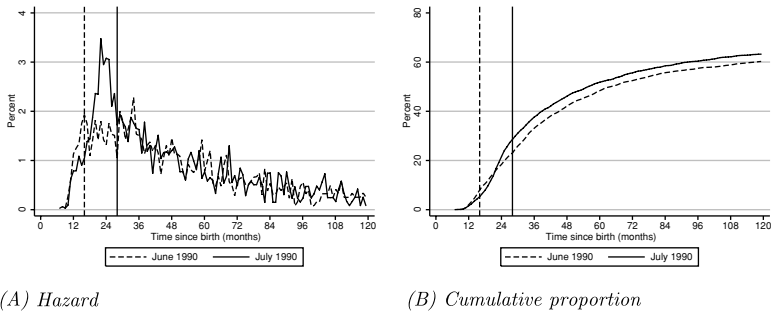 4
3
2
1
0
Percent
0 12 24 36 48 60 72 84 96 108 120
Time since birth (months)
June 1990 July 1990
(A) Hazard
80
60
40
20
0
Percent
0 12 24 36 48 60 72 84 96 108 120
Time since birth (months)
June 1990 July 1990
(B) Cumulative proportion